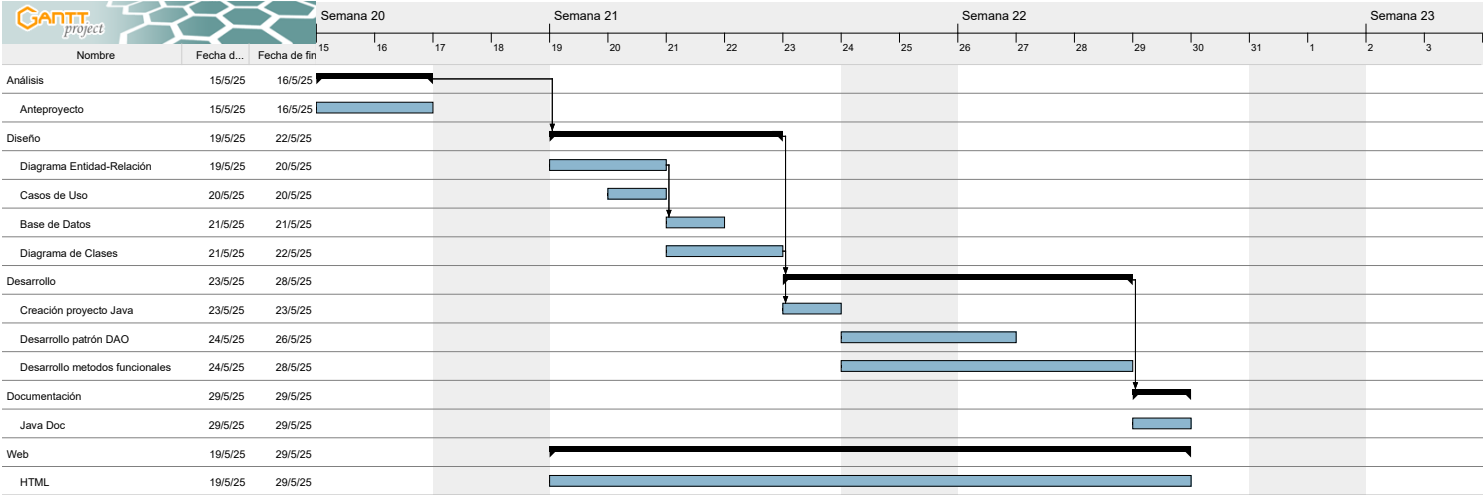 GANTT project
Semana 20 Semana 21 Semana 22 Semana 23
15 16 17 18 19 20 21 22 23 24 25 26 27 28 29 30 31 1 2 3
Nombre Fecha d... Fecha de fin
Análisis 15/5/25 16/5/25
Anteproyecto 15/5/25 16/5/25
Diseño 19/5/25 22/5/25
Diagrama Entidad-Relación 19/5/25 20/5/25
Casos de Uso 20/5/25 20/5/25
Base de Datos 21/5/25 21/5/25
Diagrama de Clases 21/5/25 22/5/25
Desarrollo 23/5/25 28/5/25
Creación proyecto Java 23/5/25 23/5/25
Desarrollo patrón DAO 24/5/25 26/5/25
Desarrollo metodos funcionales 24/5/25 28/5/25
Documentación 29/5/25 29/5/25
Java Doc 29/5/25 29/5/25
Web 19/5/25 29/5/25
HTML 19/5/25 29/5/25